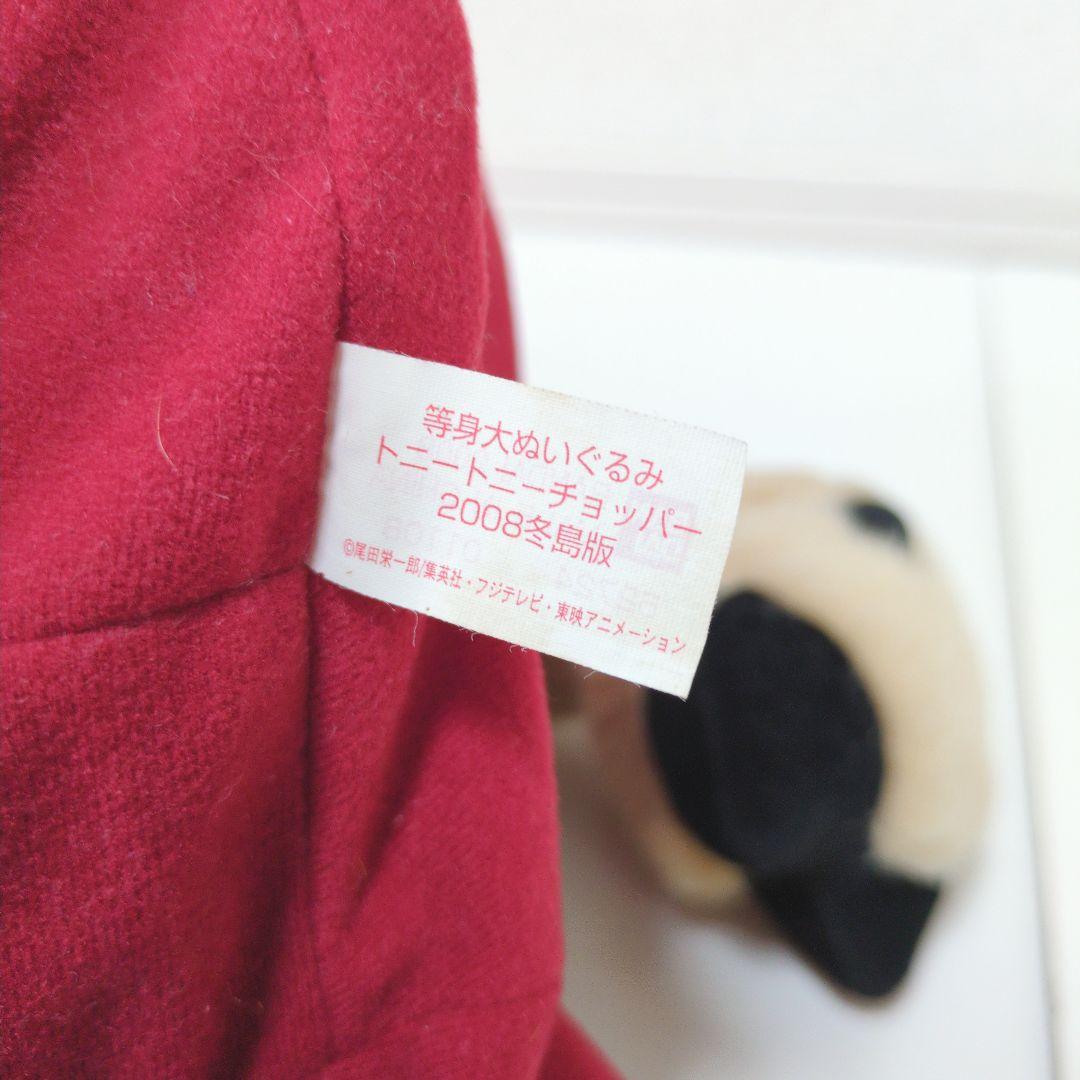 等身大ぬいぐるみ
トニートニーチョッパー
2008冬島版
©尾田栄一郎/集英社・フジテレビ・東映アニメーション